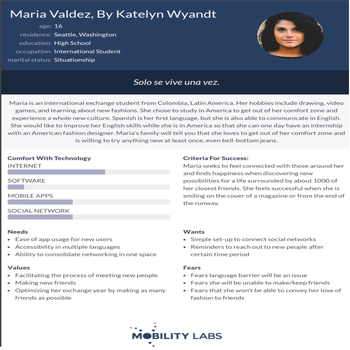 Maria Valdez, By Katelyn Wyandt
age: 16
residence: Seattle, Washington
education: High School
occupation: International Student
marital status: Situationship
Solo se vive una vez.
Maria is an international exchange student from Colombia, Latin America. Her hobbies include drawing, video
games, and learning about new fashions. She chose to study in America to get out of her comfort zone and
experience a whole new culture. Spanish is her first language, but she is also able to communicate in English.
She would like to improve her English skills while she is in America so that she can one day have an internship
with an American fashion designer. Maria's family will tell you that she loves to get out of her comfort zone and
is willing to try anything new at least once, even bell-bottom jeans.
Comfort With Technology
INTERNET
SOFTWARE
MOBILE APPS
SOCIAL NETWORK
Criteria For Success:
Maria seeks to feel connected with those around her
and finds happiness when discovering new
possibilities for a life surrounded by about 1000 of
her closest friends. She feels successful when she is
smiling on the cover of a magazine or from the end of
the runway.
Needs
• Ease of app usage for new users
• Accessibility in multiple languages
• Ability to consolidate networking in one space
Wants
• Simple set-up to connect social networks
• Reminders to reach out to new people after
certain time period
Values
• Facilitating the process of meeting new people
• Making new friends
• Optimizing her exchange year by making as many
friends as possible
Fears
• Fears language barrier will be an issue
• Fears she will be unable to make/keep friends
• Fears that she won't be able to convey her love of
fashion to friends
MOBILITY LABS